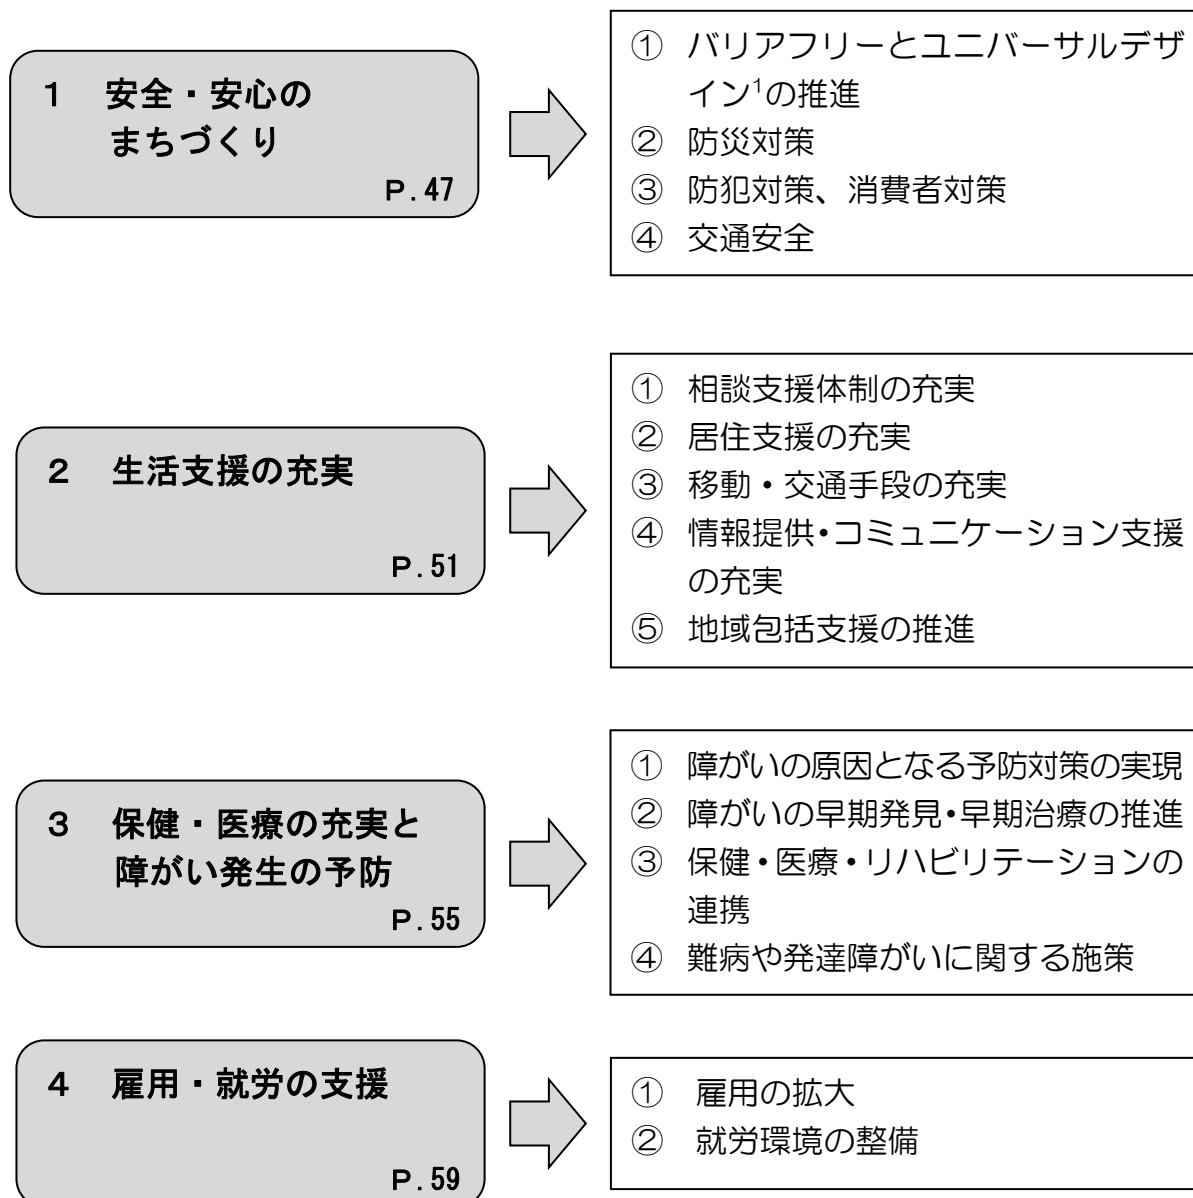 1 安全・安心の
まちづくり
P.47
① バリアフリーとユニバーサルデザ
イン¹の推進
② 防災対策
③ 防犯対策、消費者対策
④ 交通安全
2 生活支援の充実
P.51
① 相談支援体制の充実
② 居住支援の充実
③ 移動・交通手段の充実
④ 情報提供・コミュニケーション支援
の充実
⑤ 地域包括支援の推進
3 保健・医療の充実と
障がい発生の予防
P.55
① 障がいの原因となる予防対策の実現
② 障がいの早期発見・早期治療の推進
③ 保健・医療・リハビリテーションの
連携
④ 難病や発達障がいに関する施策
4 雇用・就労の支援
P.59
① 雇用の拡大
② 就労環境の整備